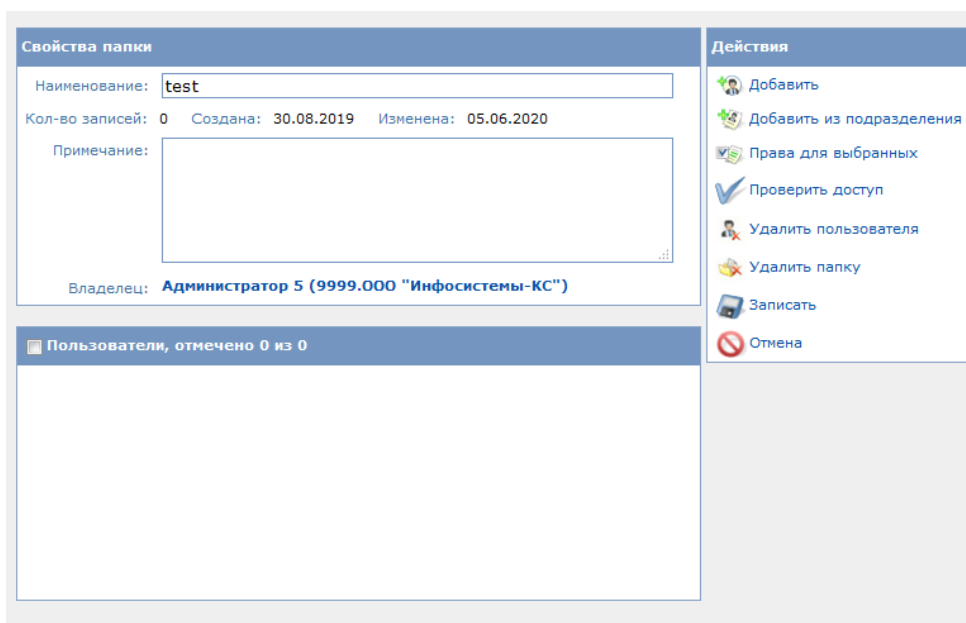 Свойства папки
Наименование: test
Кол-во записей: 0 Создана: 30.08.2019 Изменена: 05.06.2020
Примечание:
Владелец: Администратор 5 (9999.ООО "Инфосистемы-КС")
Пользователи, отмечено 0 из 0
Действия
Добавить
Добавить из подразделения
Права для выбранных
Проверить доступ
Удалить пользователя
Удалить папку
Записать
Отмена